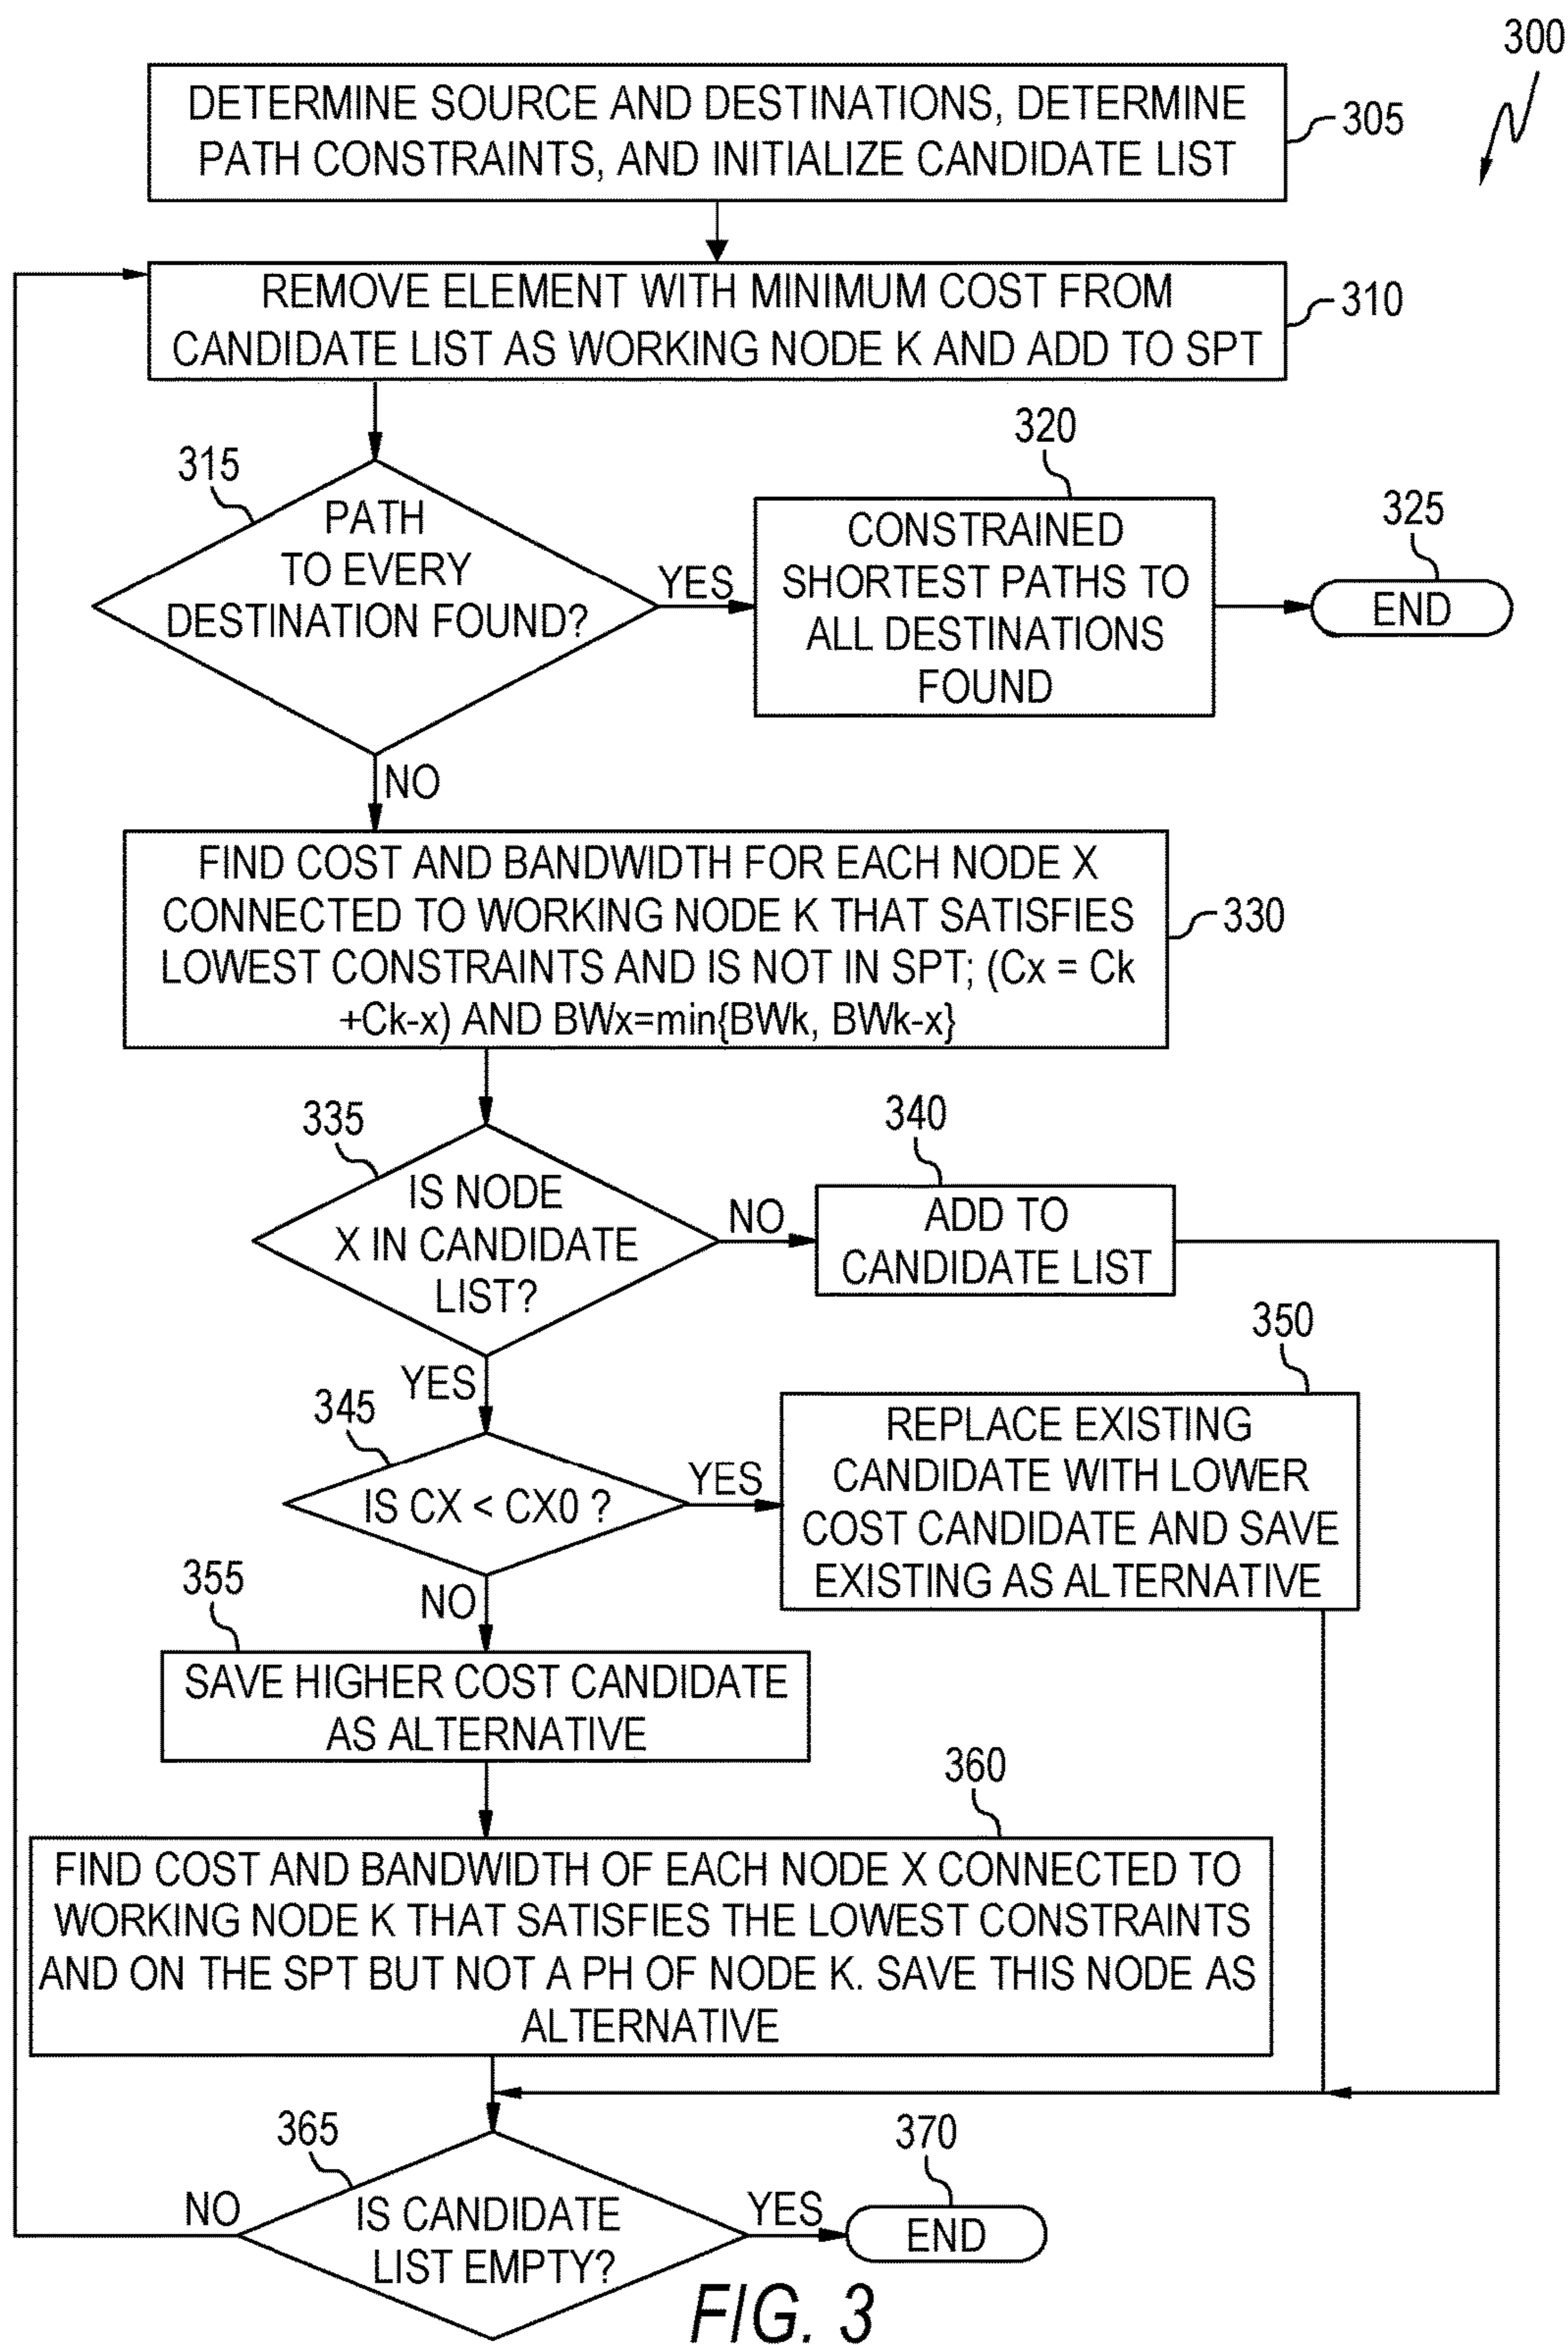 300
DETERMINE SOURCE AND DESTINATIONS, DETERMINE
PATH CONSTRAINTS, AND INITIALIZE CANDIDATE LIST
305
REMOVE ELEMENT WITH MINIMUM COST FROM
CANDIDATE LIST AS WORKING NODE K AND ADD TO SPT
310
315
PATH
TO EVERY
DESTINATION FOUND?
YES
320
CONSTRAINED
SHORTEST PATHS TO
ALL DESTINATIONS
FOUND
325
END
NO
FIND COST AND BANDWIDTH FOR EACH NODE X
CONNECTED TO WORKING NODE K THAT SATISFIES
LOWEST CONSTRAINTS AND IS NOT IN SPT; (Cx = Ck
+Ck-x) AND BWx=min{BWk, BWk-x}
330
335
IS NODE
X IN CANDIDATE
LIST?
NO
340
ADD TO
CANDIDATE LIST
YES
345
IS CX < CX0 ?
YES
350
REPLACE EXISTING
CANDIDATE WITH LOWER
COST CANDIDATE AND SAVE
EXISTING AS ALTERNATIVE
NO
355
SAVE HIGHER COST CANDIDATE
AS ALTERNATIVE
360
FIND COST AND BANDWIDTH OF EACH NODE X CONNECTED TO
WORKING NODE K THAT SATISFIES THE LOWEST CONSTRAINTS
AND ON THE SPT BUT NOT A PH OF NODE K. SAVE THIS NODE AS
ALTERNATIVE
365
IS CANDIDATE
LIST EMPTY?
NO
YES
370
END
FIG. 3